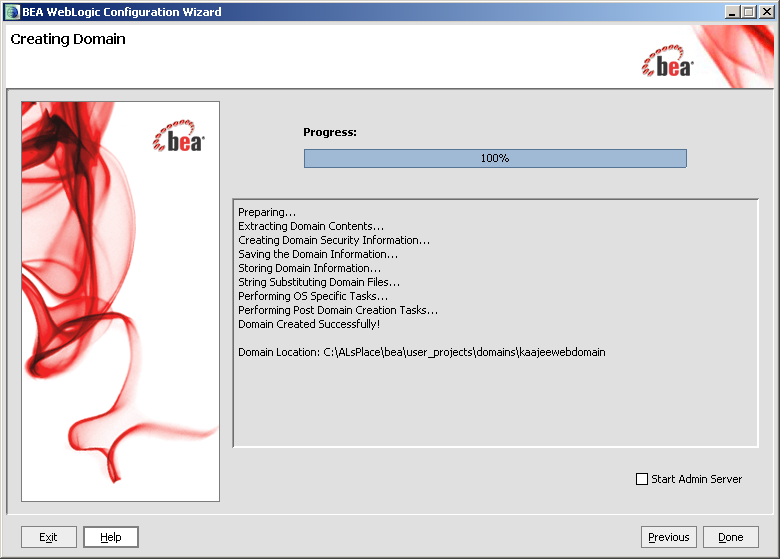 BEA WebLogic Configuration Wizard
Creating Domain
bea
bea
Progress:
100%
Preparing...
Extracting Domain Contents...
Creating Domain Security Information...
Saving the Domain Information...
Storing Domain Information...
String Substituting Domain Files...
Performing OS Specific Tasks...
Performing Post Domain Creation Tasks...
Domain Created Successfully!
Domain Location: C:\ALsPlace\bea\user_projects\domains\kaajeewebdomain
Start Admin Server
Exit Help Previous Done